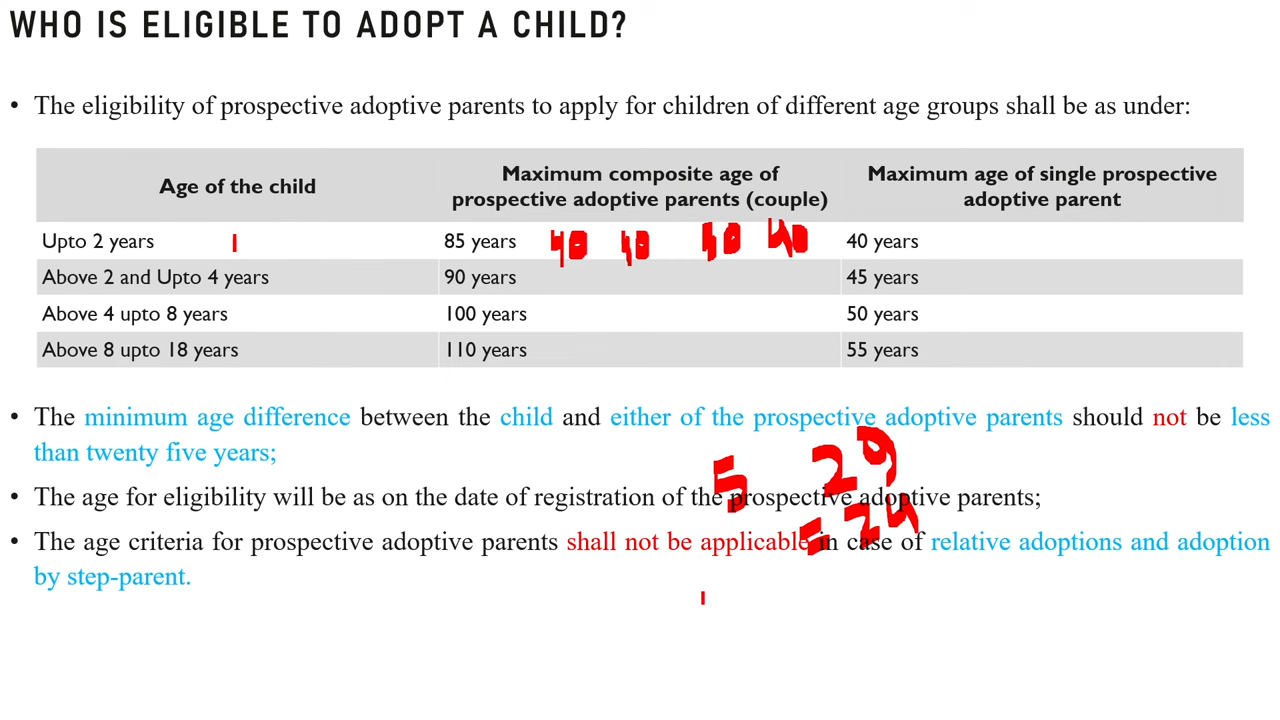 WHO IS ELIGIBLE TO ADOPT A CHILD?
• The eligibility of prospective adoptive parents to apply for children of different age groups shall be as under:
Age of the child
Maximum composite age of prospective adoptive parents (couple)
Maximum age of single prospective adoptive parent
Upto 2 years 1 85 years 40 40 40 years
Above 2 and Upto 4 years 90 years 45 years
Above 4 upto 8 years 100 years 50 years
Above 8 upto 18 years 110 years 55 years
• The minimum age difference between the child and either of the prospective adoptive parents should not be less
than twenty five years;
5 29
• The age for eligibility will be as on the date of registration of the prospective adoptive parents;
= 24
• The age criteria for prospective adoptive parents shall not be applicable in case of relative adoptions and adoption
by step-parent.